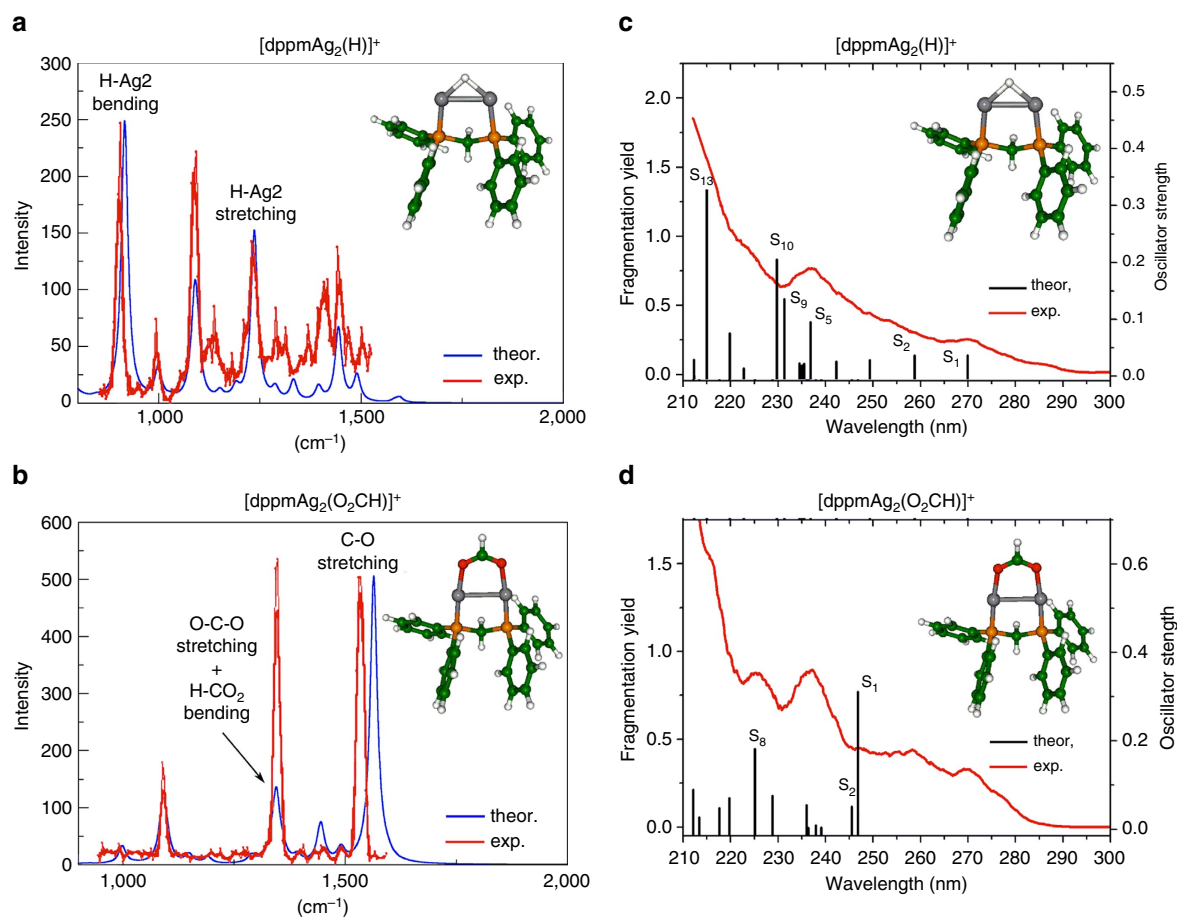 a
[dppmAg₂(H)]⁺
300
250
200
150
100
50
0
Intensity
H-Ag2
bending
H-Ag2
stretching
theor.
exp.
1,000
1,500
2,000
(cm⁻¹)
b
[dppmAg₂(O₂CH)]⁺
600
500
400
300
200
100
0
Intensity
C-O
stretching
O-C-O
stretching
+
H-CO₂
bending
theor.
exp.
1,000
1,500
2,000
(cm⁻¹)
c
[dppmAg₂(H)]⁺
2.0
1.5
1.0
0.5
0.0
Fragmentation yield
S₁₃
S₁₀
S₉
S₅
S₂
S₁
theor,
exp.
0.5
0.4
0.3
0.2
0.1
0.0
Oscillator strength
210 220 230 240 250 260 270 280 290 300
Wavelength (nm)
d
[dppmAg₂(O₂CH)]⁺
1.5
1.0
0.5
0.0
Fragmentation yield
S₁
S₈
S₂
theor,
exp.
0.6
0.4
0.2
0.0
Oscillator stength
210 220 230 240 250 260 270 280 290 300
Wavelength (nm)